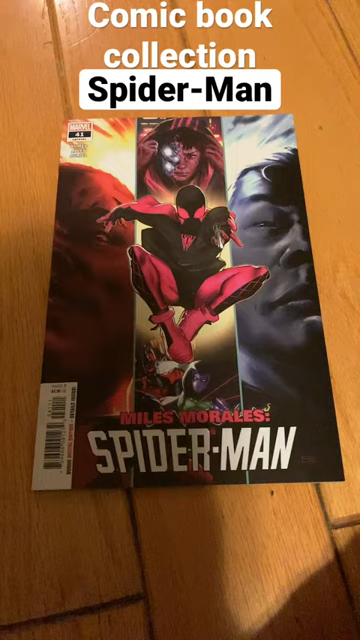 Comic book
collection
Spider-Man
MARVEL
41
MILES MORALES:
SPIDER-MAN